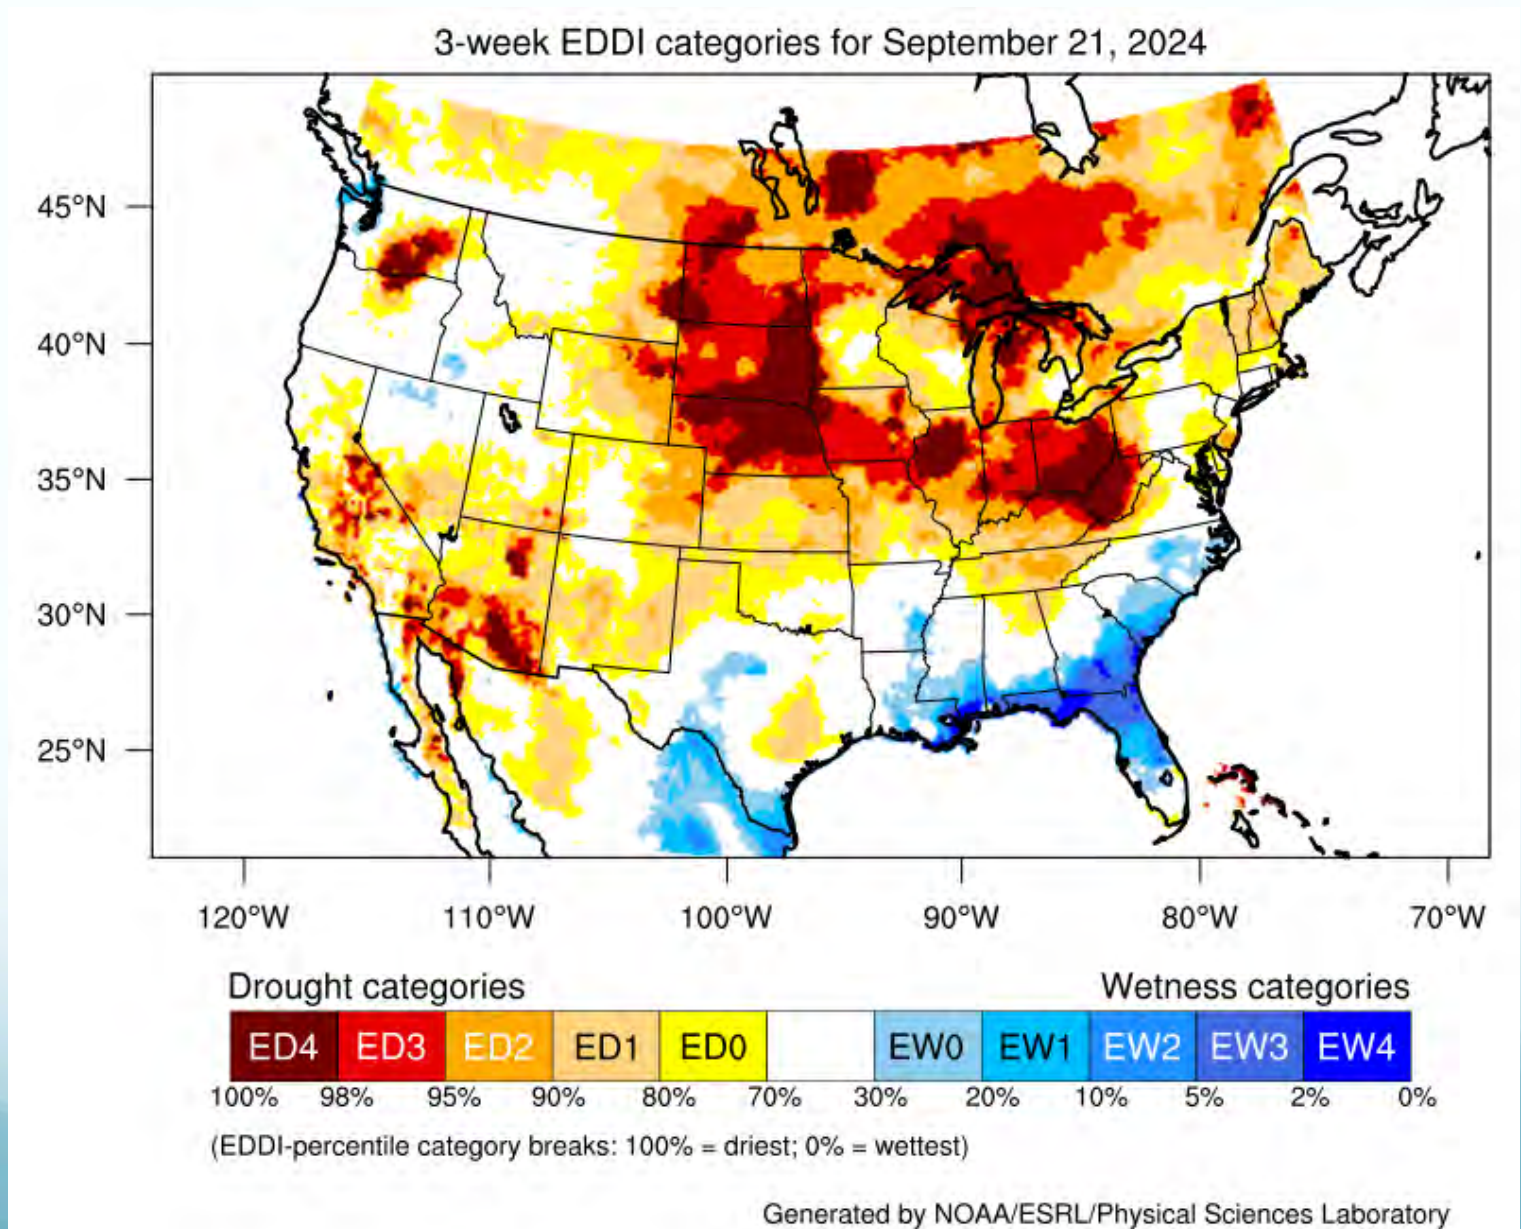 3-week EDDI categories for September 21, 2024
45°N
40°N
35°N
30°N
25°N
120°W 110°W 100°W 90°W 80°W 70°W
Drought categories Wetness categories
ED4 ED3 ED2 ED1 ED0 EW0 EW1 EW2 EW3 EW4
100% 98% 95% 90% 80% 70% 30% 20% 10% 5% 2% 0%
(EDDI-percentile category breaks: 100% = driest; 0% = wettest)
Generated by NOAA/ESRL/Physical Sciences Laboratory